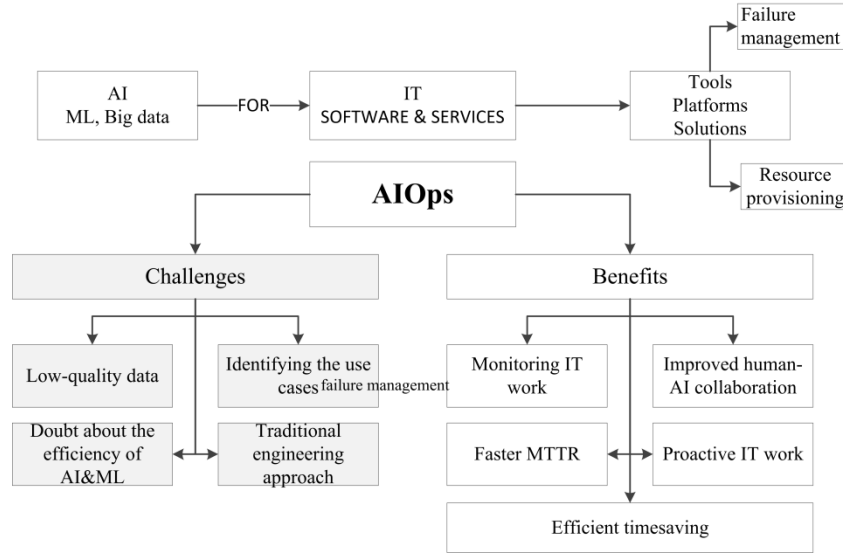 Failure
management
AI
ML, Big data
FOR
IT
SOFTWARE & SERVICES
Tools
Platforms
Solutions
Resource
provisioning
AIOps
Challenges
Benefits
Low-quality data
Identifying the use
cases failure management
Monitoring IT
work
Improved human-
AI collaboration
Doubt about the
efficiency of
AI&ML
Traditional
engineering
approach
Faster MTTR
Proactive IT work
Efficient timesaving